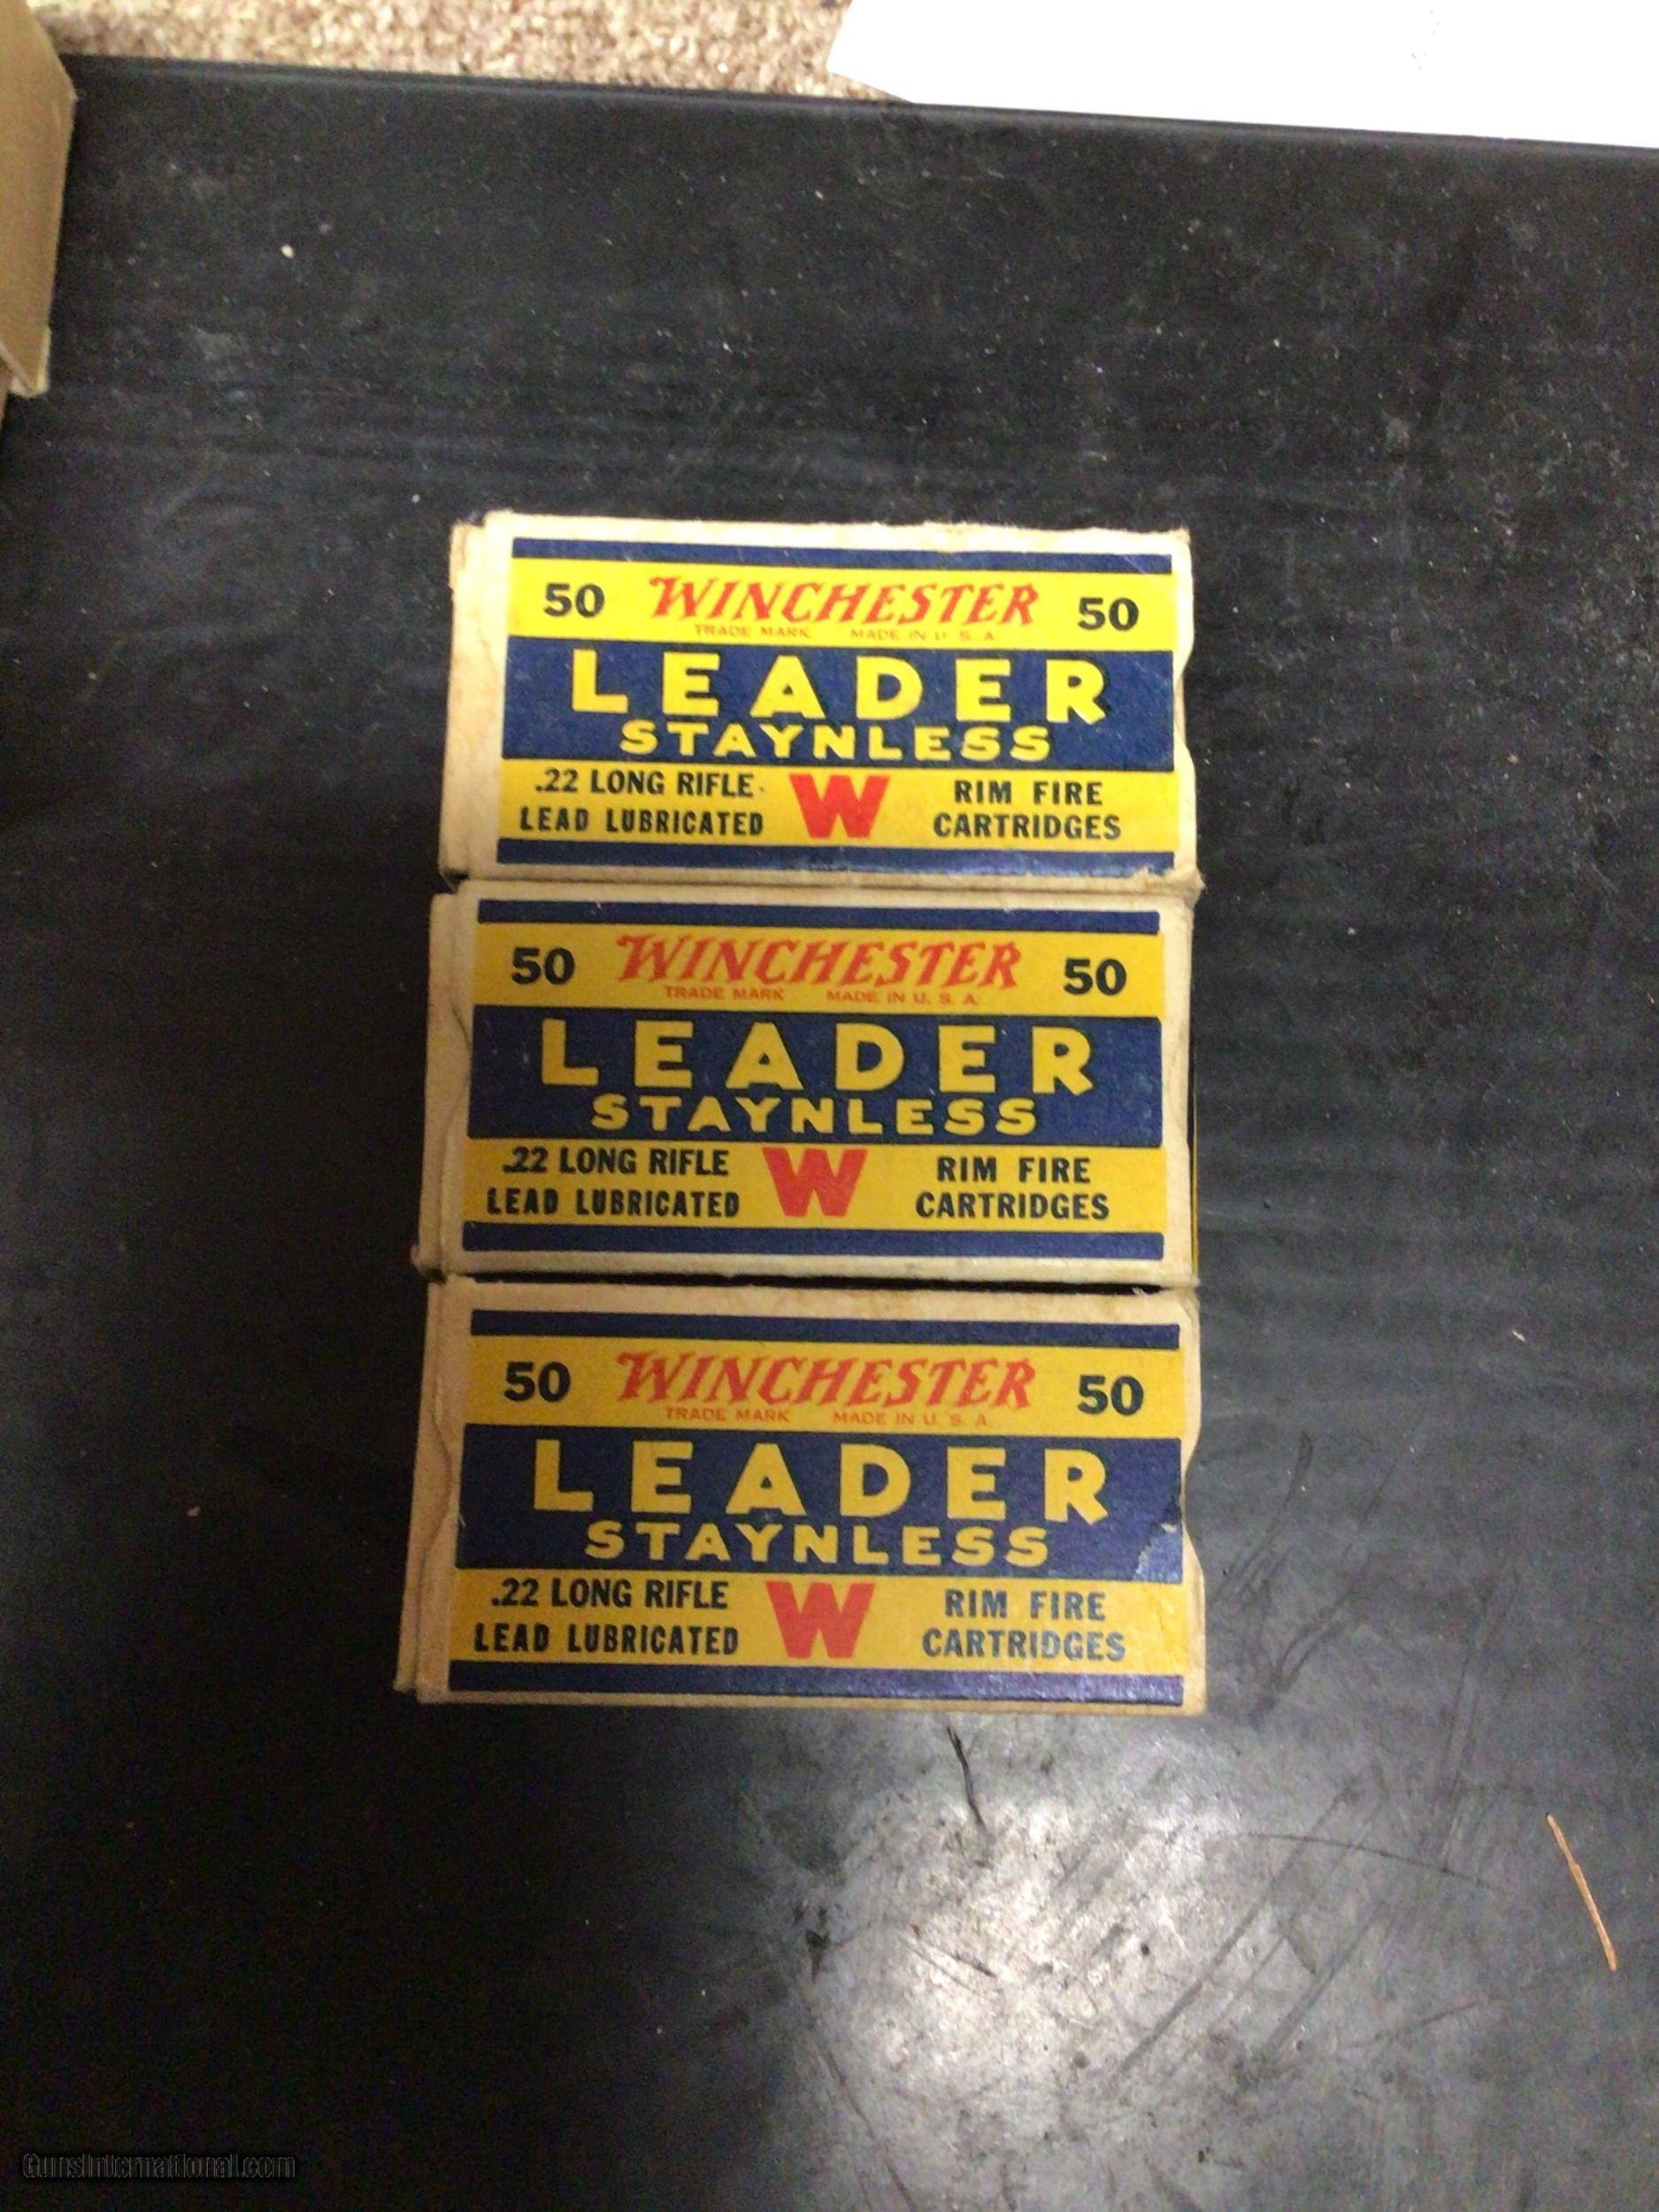 50 WINCHESTER 50
TRADE MARK MADE IN U. S. A
LEADER
STAYNLESS
.22 LONG RIFLE W RIM FIRE
LEAD LUBRICATED CARTRIDGES
50 WINCHESTER 50
TRADE MARK MADE IN U. S. A.
LEADER
STAYNLESS
.22 LONG RIFLE W RIM FIRE
LEAD LUBRICATED CARTRIDGES
50 WINCHESTER 50
TRADE MARK MADE IN U. S. A.
LEADER
STAYNLESS
.22 LONG RIFLE W RIM FIRE
LEAD LUBRICATED CARTRIDGES
GunsInternational.com